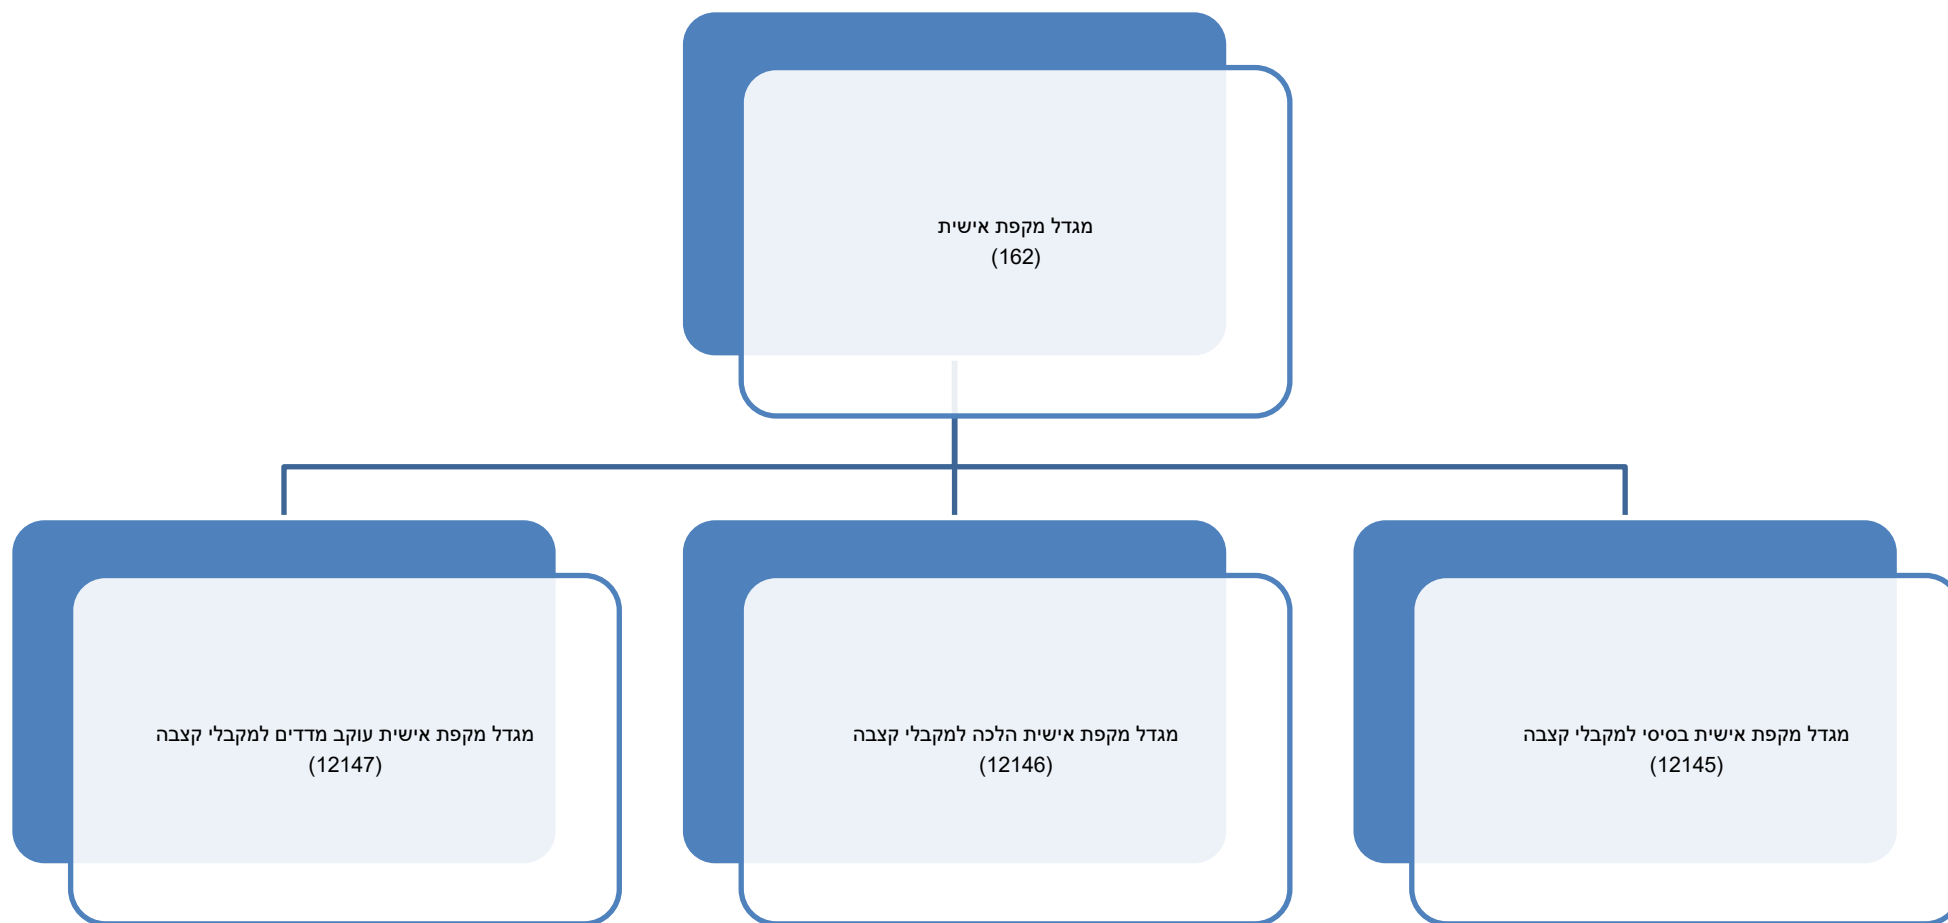 מגדל מקפת אישית
(162)
מגדל מקפת אישית בסיסי למקבלי קצבה
(12145)
מגדל מקפת אישית הלכה למקבלי קצבה
(12146)
מגדל מקפת אישית עוקב מדדים למקבלי קצבה
(12147)